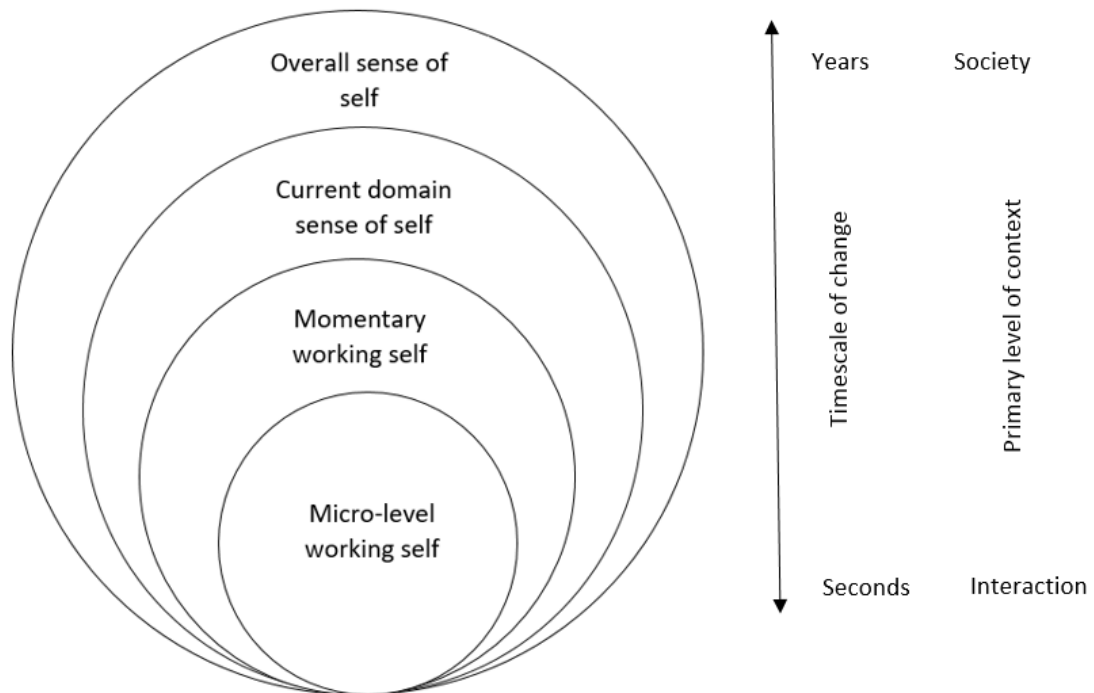 Overall sense of
self
Current domain
sense of self
Momentary
working self
Micro-level
working self
Years
Society
Timescale of change
Primary level of context
Seconds
Interaction